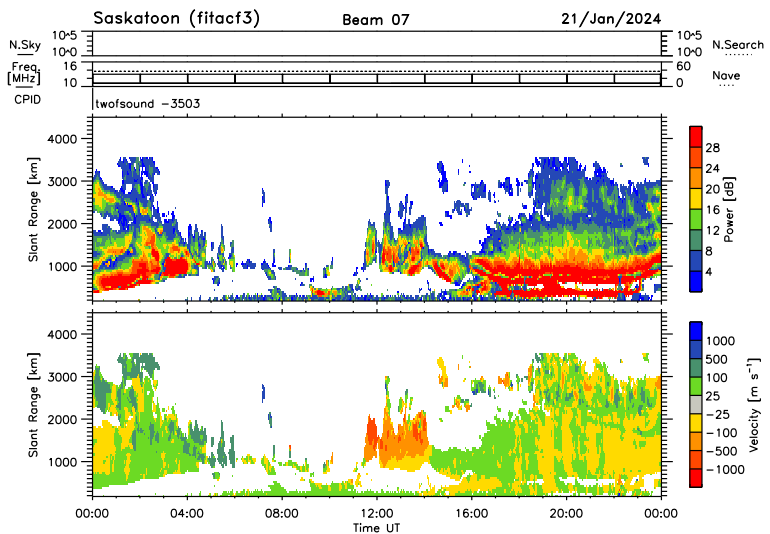 Saskatoon (fitacf3) Beam 07 21/Jan/2024
N.Sky 10^5 10^0 10^5 10^0 N.Search
Freq. [MHz] 16 10 60 0 Nave
CPID twofsound -3503
Slant Range [km] 4000 3000 2000 1000
28 24 20 16 12 8 4 Power [dB]
Slant Range [km] 4000 3000 2000 1000
1000 500 100 25 -25 -100 -500 -1000 Velocity [m s⁻¹]
00:00 04:00 08:00 12:00 16:00 20:00 00:00
Time UT